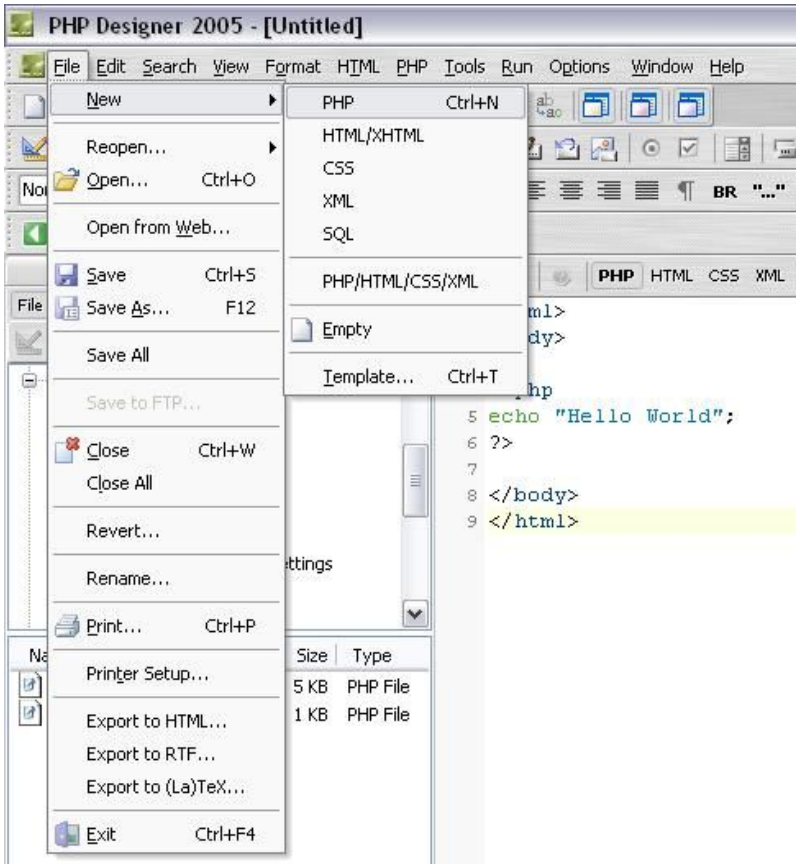 PHP Designer 2005 - [Untitled]
File Edit Search View Format HTML PHP Tools Run Options Window Help
New
Reopen...
Open... Ctrl+O
Open from Web...
Save Ctrl+S
Save As... F12
Save All
Save to FTP...
Close Ctrl+W
Close All
Revert...
Rename...
Print... Ctrl+P
Printer Setup...
Export to HTML...
Export to RTF...
Export to (La)TeX...
Exit Ctrl+F4
PHP Ctrl+N
HTML/XHTML
CSS
XML
SQL
PHP/HTML/CSS/XML
Empty
Template... Ctrl+T
ab
ac
BR "..."
PHP HTML CSS XML
File
ml>
dy>
hp
5 echo "Hello World";
6 ?>
7
8 </body>
9 </html>
ettings
Na Size Type
5 KB PHP File
1 KB PHP File